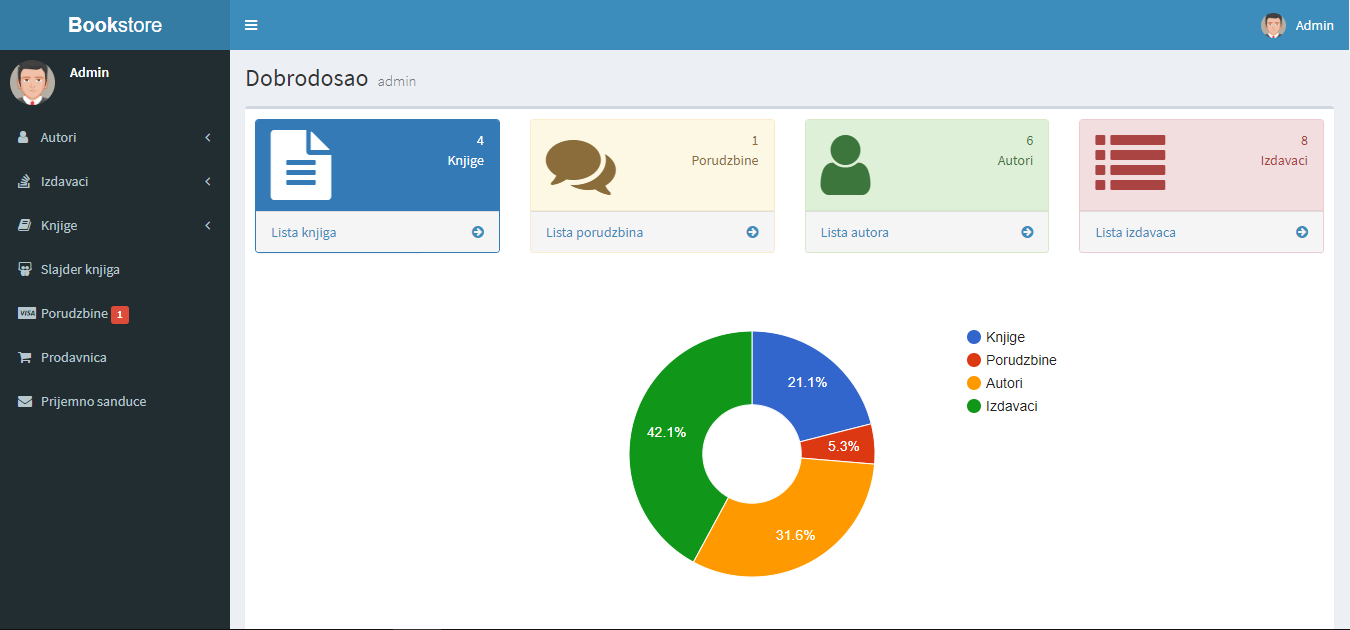 Bookstore
Admin
Admin
Autori
Izdavaci
Knjige
Slajder knjiga
VISA Porudzbine 1
Prodavnica
Prijemno sanduce
Dobrodosao admin
4
Knjige
Lista knjiga
1
Porudzbine
Lista porudzbina
6
Autori
Lista autora
8
Izdavaci
Lista izdavaca
21.1%
5.3%
31.6%
42.1%
Knjige
Porudzbine
Autori
Izdavaci